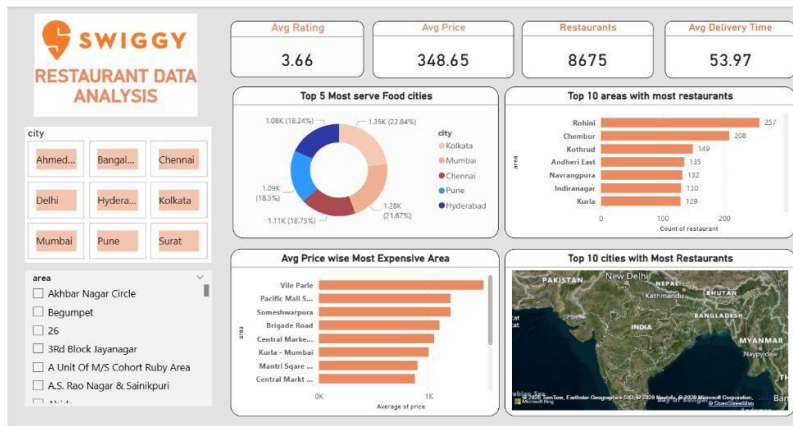 SWIGGY
RESTAURANT DATA
ANALYSIS
Avg Rating
3.66
Avg Price
348.65
Restaurants
8675
Avg Delivery Time
53.97
city
Ahmed...
Bangal...
Chennai
Delhi
Hydera...
Kolkata
Mumbai
Pune
Surat
area
Akhbar Nagar Circle
Begumpet
26
3Rd Block Jayanagar
A Unit Of M/S Cohort Ruby Area
A.S. Rao Nagar & Sainikpuri
Top 5 Most serve Food cities
1.08K (18.24%)
1.35K (22.84%)
1.09K
(18.5%)
1.11K (18.75%)
1.28K
(21.67%)
city
Kolkata
Mumbai
Chennai
Pune
Hyderabad
Top 10 areas with most restaurants
area
Rohini
257
Chembur
208
Kothrud
149
Andheri East
135
Navrangpura
132
Indiranagar
130
Kurla
129
0
100
200
Count of restaurant
Avg Price wise Most Expensive Area
area
Vile Parle
Pacific Mall S...
Someshwarpura
Brigade Road
Central Marke...
Kurla - Mumbai
Mantri Sqare ...
Central Markt ...
0K
1K
Average of price
Top 10 cities with Most Restaurants
PAKISTAN
New Delhi
NEPAL
Kathmandu
BHUTAN
BANGLADESH
INDIA
MYANMAR
Naypyidaw
Microsoft Bing
© OpenStreetMap